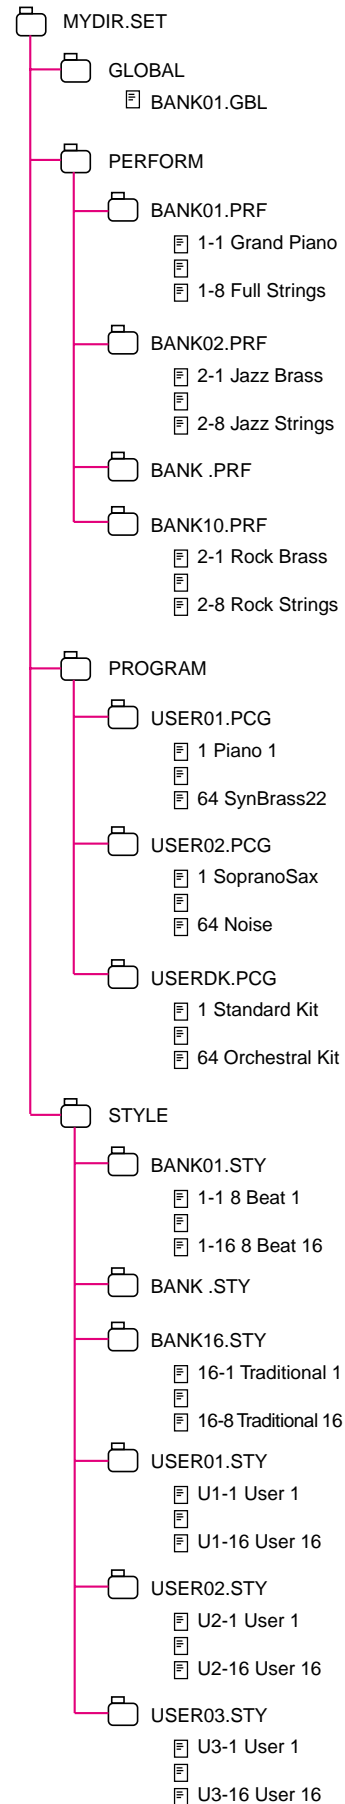 MYDIR.SET
GLOBAL
BANK01.GBL
PERFORM
BANK01.PRF
1-1 Grand Piano
1-8 Full Strings
BANK02.PRF
2-1 Jazz Brass
2-8 Jazz Strings
BANK .PRF
BANK10.PRF
2-1 Rock Brass
2-8 Rock Strings
PROGRAM
USER01.PCG
1 Piano 1
64 SynBrass22
USER02.PCG
1 SopranoSax
64 Noise
USERDK.PCG
1 Standard Kit
64 Orchestral Kit
STYLE
BANK01.STY
1-1 8 Beat 1
1-16 8 Beat 16
BANK .STY
BANK16.STY
16-1 Traditional 1
16-8 Traditional 16
USER01.STY
U1-1 User 1
U1-16 User 16
USER02.STY
U2-1 User 1
U2-16 User 16
USER03.STY
U3-1 User 1
U3-16 User 16